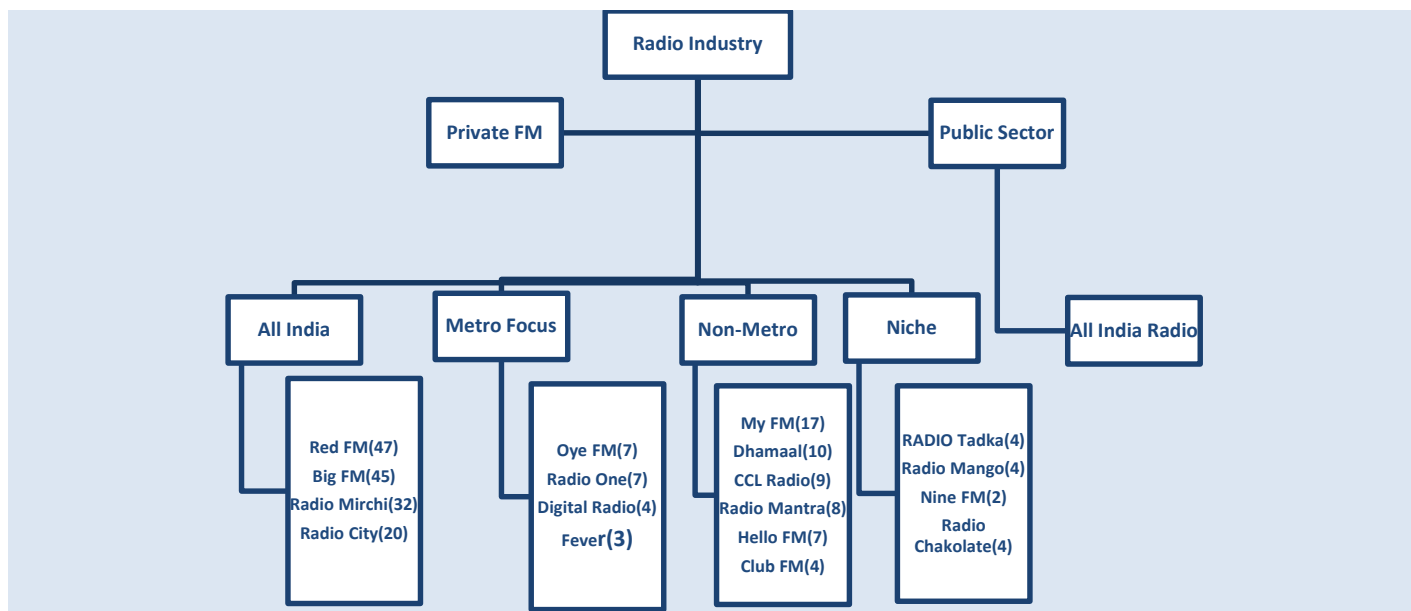 Radio Industry
Private FM
Public Sector
All India
Metro Focus
Non-Metro
Niche
All India Radio
Red FM(47)
Big FM(45)
Radio Mirchi(32)
Radio City(20)
Oye FM(7)
Radio One(7)
Digital Radio(4)
Fever(3)
My FM(17)
Dhamaal(10)
CCL Radio(9)
Radio Mantra(8)
Hello FM(7)
Club FM(4)
RADIO Tadka(4)
Radio Mango(4)
Nine FM(2)
Radio
Chakolate(4)